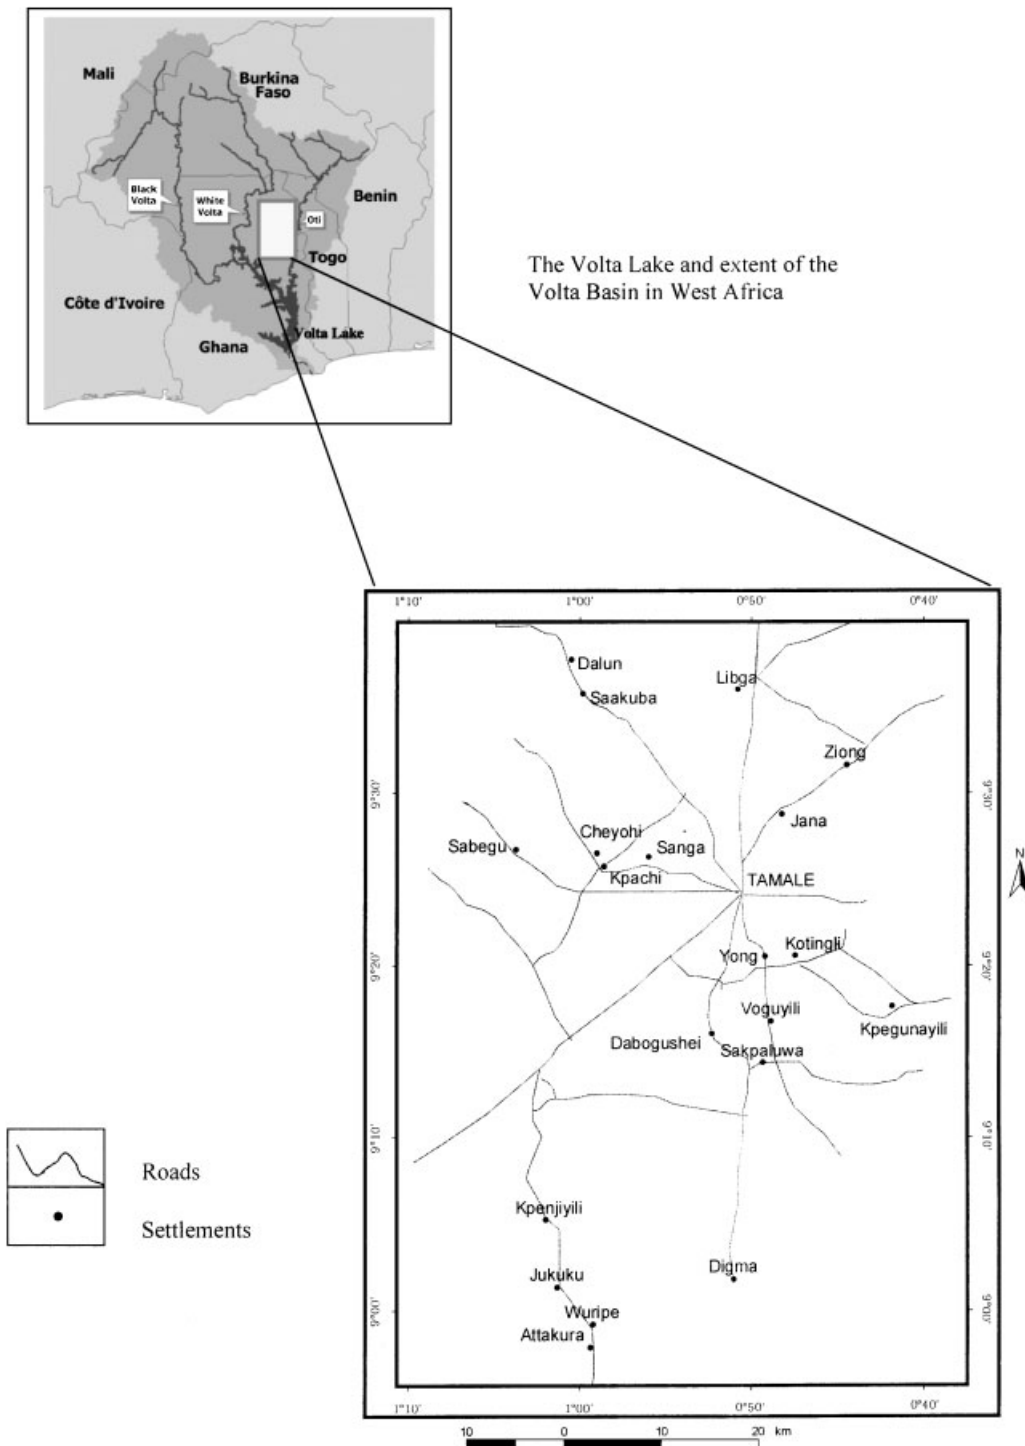 Mali
Burkina
Faso
Black
Volta
White
Volta
Benin
Oti
Togo
Côte d'Ivoire
Volta Lake
Ghana
The Volta Lake and extent of the
Volta Basin in West Africa
1°10'
1°00'
0°50'
0°40'
Dalun
Libga
Saakuba
Ziong
9°30'
9°30'
Jana
Cheyohi
Sanga
Sabegu
Kpachi
TAMALE
N
Kotingli
Yong
9°20'
9°20'
Voguyili
Kpegunayili
Dabogushei
Sakpaluwa
9°10'
9°10'
Roads
Settlements
Kpenjiyili
Digma
Jukuku
Wuripe
9°00'
9°00'
Attakura
1°10'
1°00'
0°50'
0°40'
10 0 10 20 km